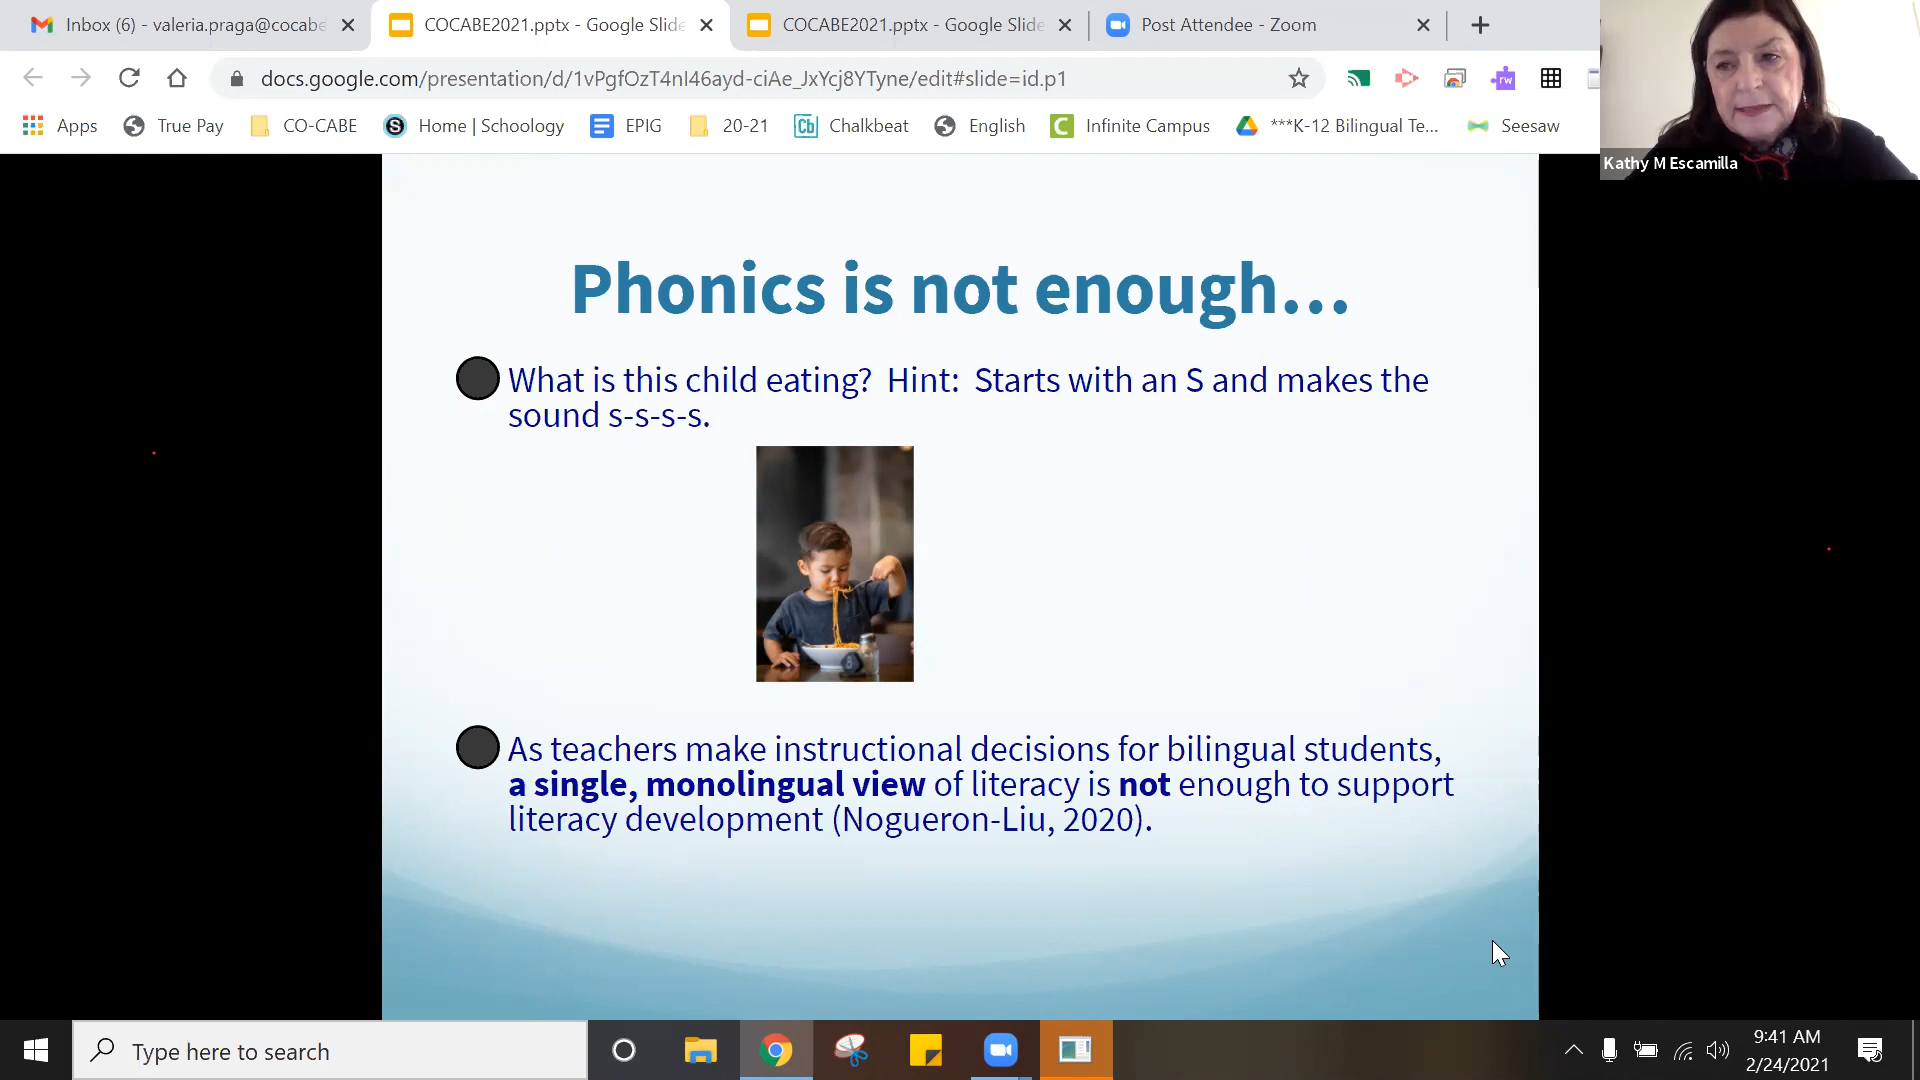 Inbox (6) - valeria.praga@cocabe
COCABE2021.pptx - Google Slide
COCABE2021.pptx - Google Slide
Post Attendee - Zoom
docs.google.com/presentation/d/1vPgfOzT4nI46ayd-ciAe_JxYcj8YTyne/edit#slide=id.p1
rw
Apps
True Pay
CO-CABE
S Home | Schoology
EPIG
20-21
Cb Chalkbeat
English
C Infinite Campus
***K-12 Bilingual Te...
Seesaw
Kathy M Escamilla
Phonics is not enough...
What is this child eating?  Hint:  Starts with an S and makes the
sound s-s-s-s.
As teachers make instructional decisions for bilingual students,
a single, monolingual view of literacy is not enough to support
literacy development (Nogueron-Liu, 2020).
Type here to search
9:41 AM
2/24/2021